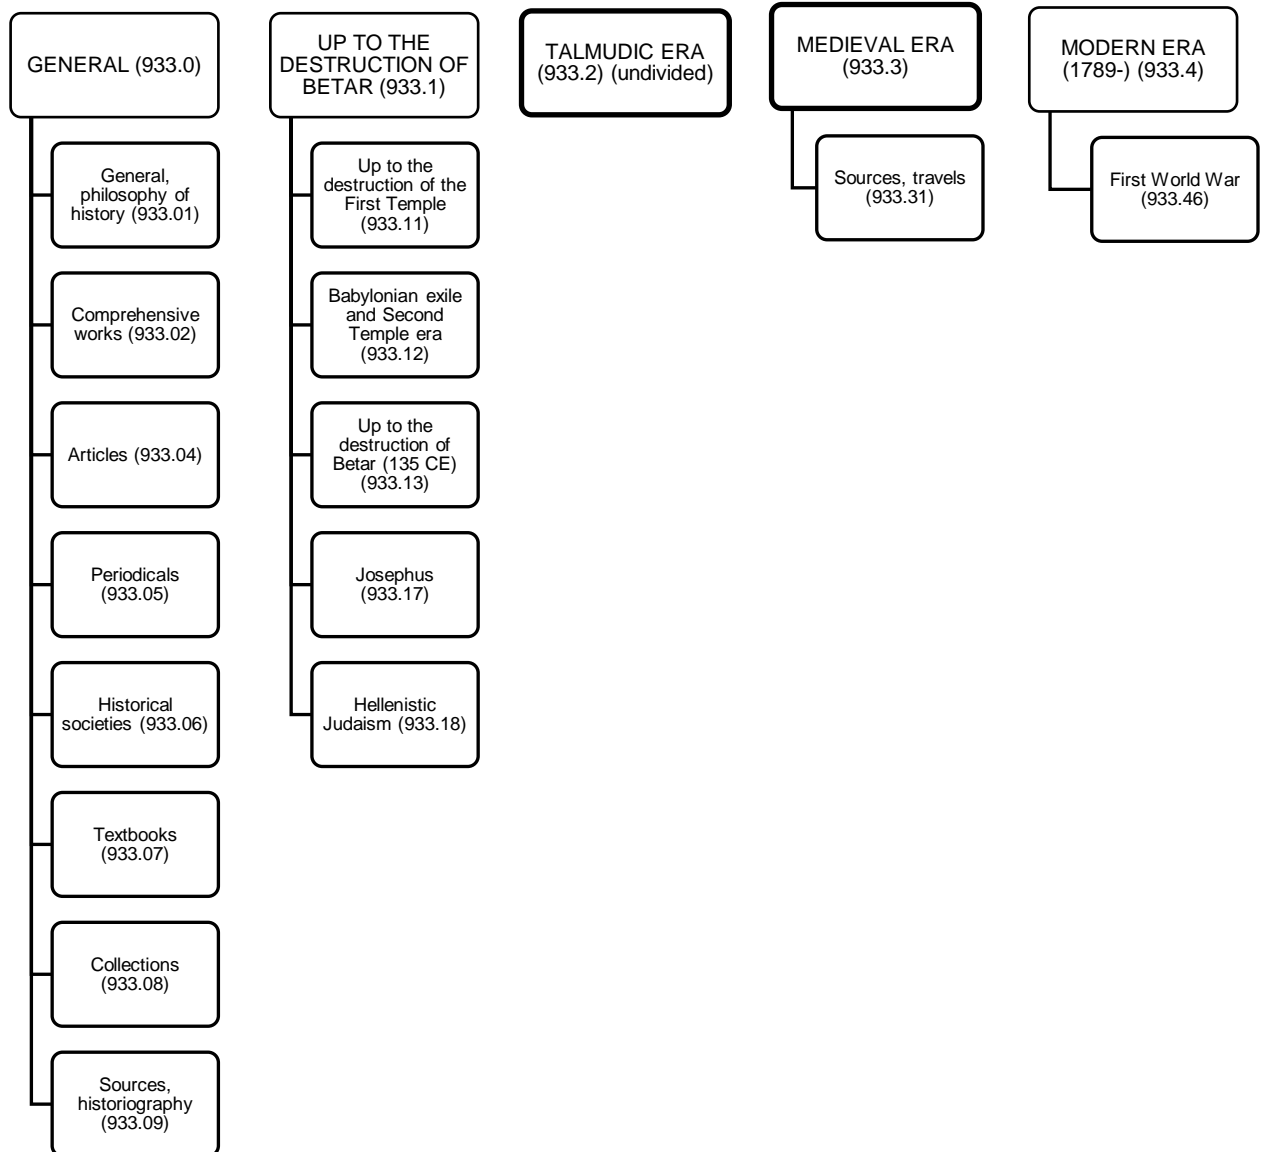 GENERAL (933.0)
General,
philosophy of
history (933.01)
Comprehensive
works (933.02)
Articles (933.04)
Periodicals
(933.05)
Historical
societies (933.06)
Textbooks
(933.07)
Collections
(933.08)
Sources,
historiography
(933.09)
UP TO THE
DESTRUCTION OF
BETAR (933.1)
Up to the
destruction of the
First Temple
(933.11)
Babylonian exile
and Second
Temple era
(933.12)
Up to the
destruction of
Betar (135 CE)
(933.13)
Josephus
(933.17)
Hellenistic
Judaism (933.18)
TALMUDIC ERA
(933.2) (undivided)
MEDIEVAL ERA
(933.3)
Sources, travels
(933.31)
MODERN ERA
(1789-) (933.4)
First World War
(933.46)